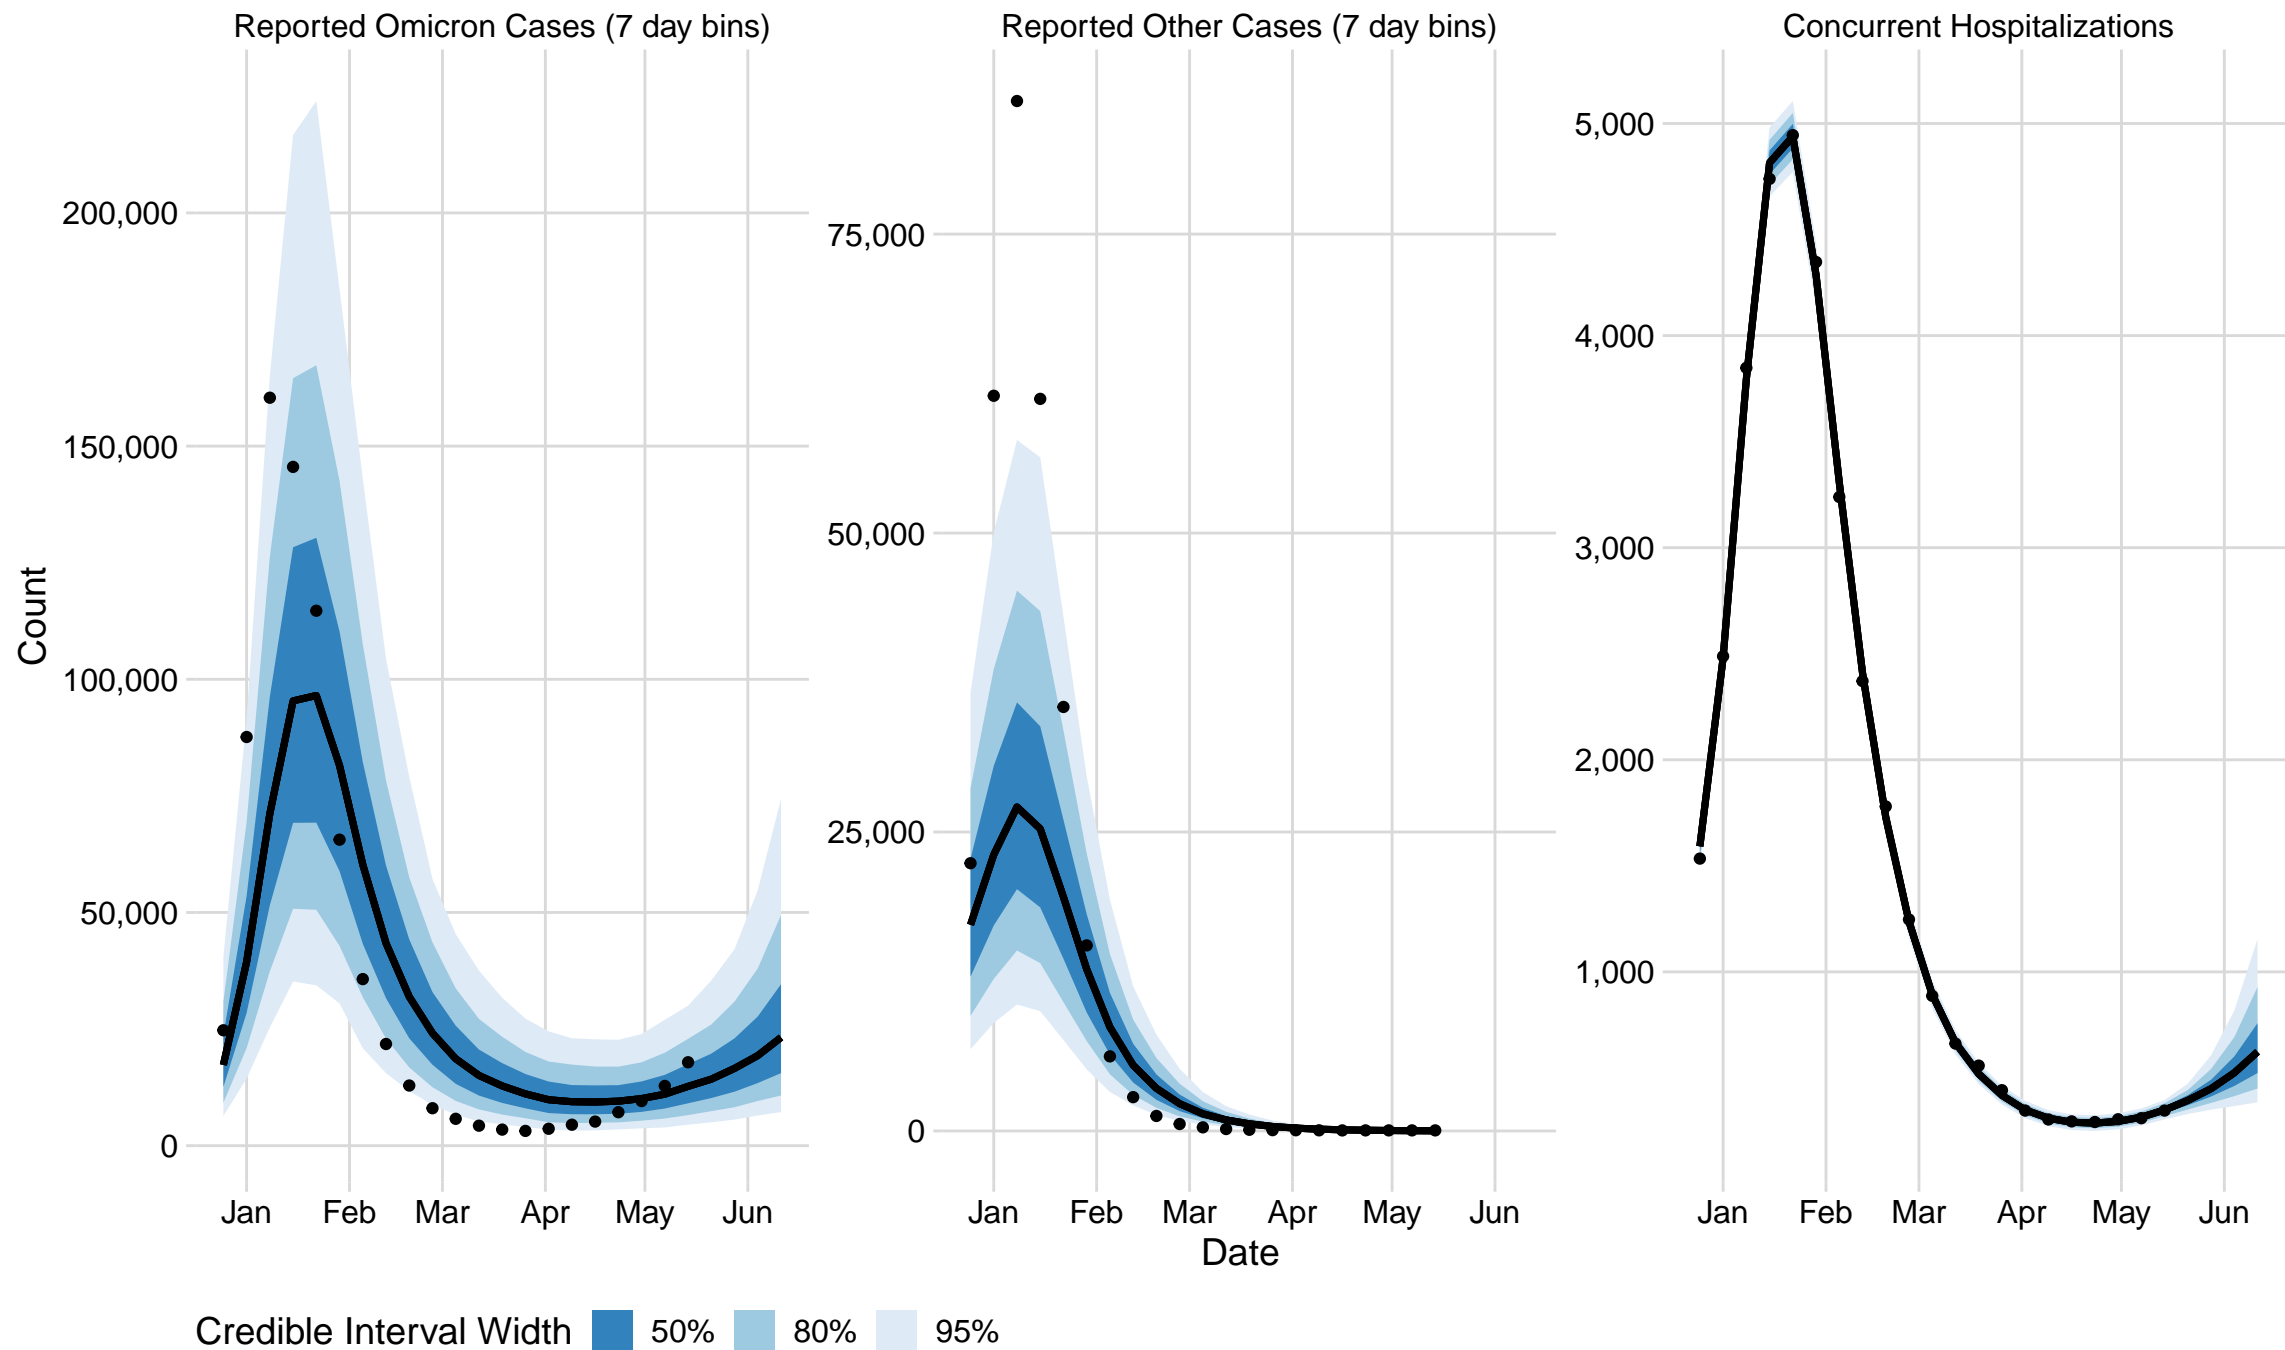 Reported Omicron Cases (7 day bins)
Reported Other Cases (7 day bins)
Concurrent Hospitalizations
Count
200,000
150,000
100,000
50,000
0
75,000
50,000
25,000
0
5,000
4,000
3,000
2,000
1,000
Jan Feb Mar Apr May Jun
Jan Feb Mar Apr May Jun
Jan Feb Mar Apr May Jun
Date
Credible Interval Width 50% 80% 95%